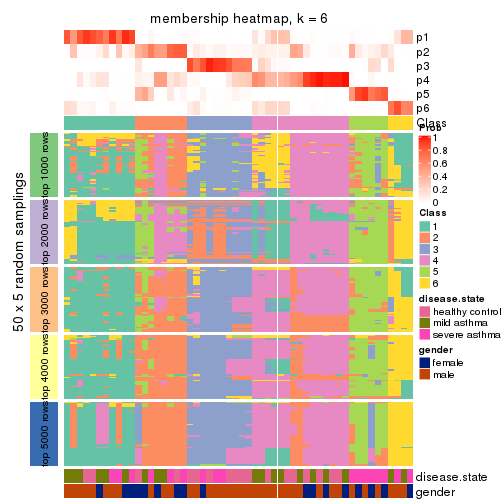 membership heatmap, k = 6
p1
p2
p3
p4
p5
p6
Class
50 x 5 random samplings
top 1000 rows
top 2000 rows
top 3000 rows
top 4000 rows
top 5000 rows
disease.state
gender
Prob
1
0.8
0.6
0.4
0.2
0
Class
1
2
3
4
5
6
disease.state
healthy control
mild asthma
severe asthma
gender
female
male